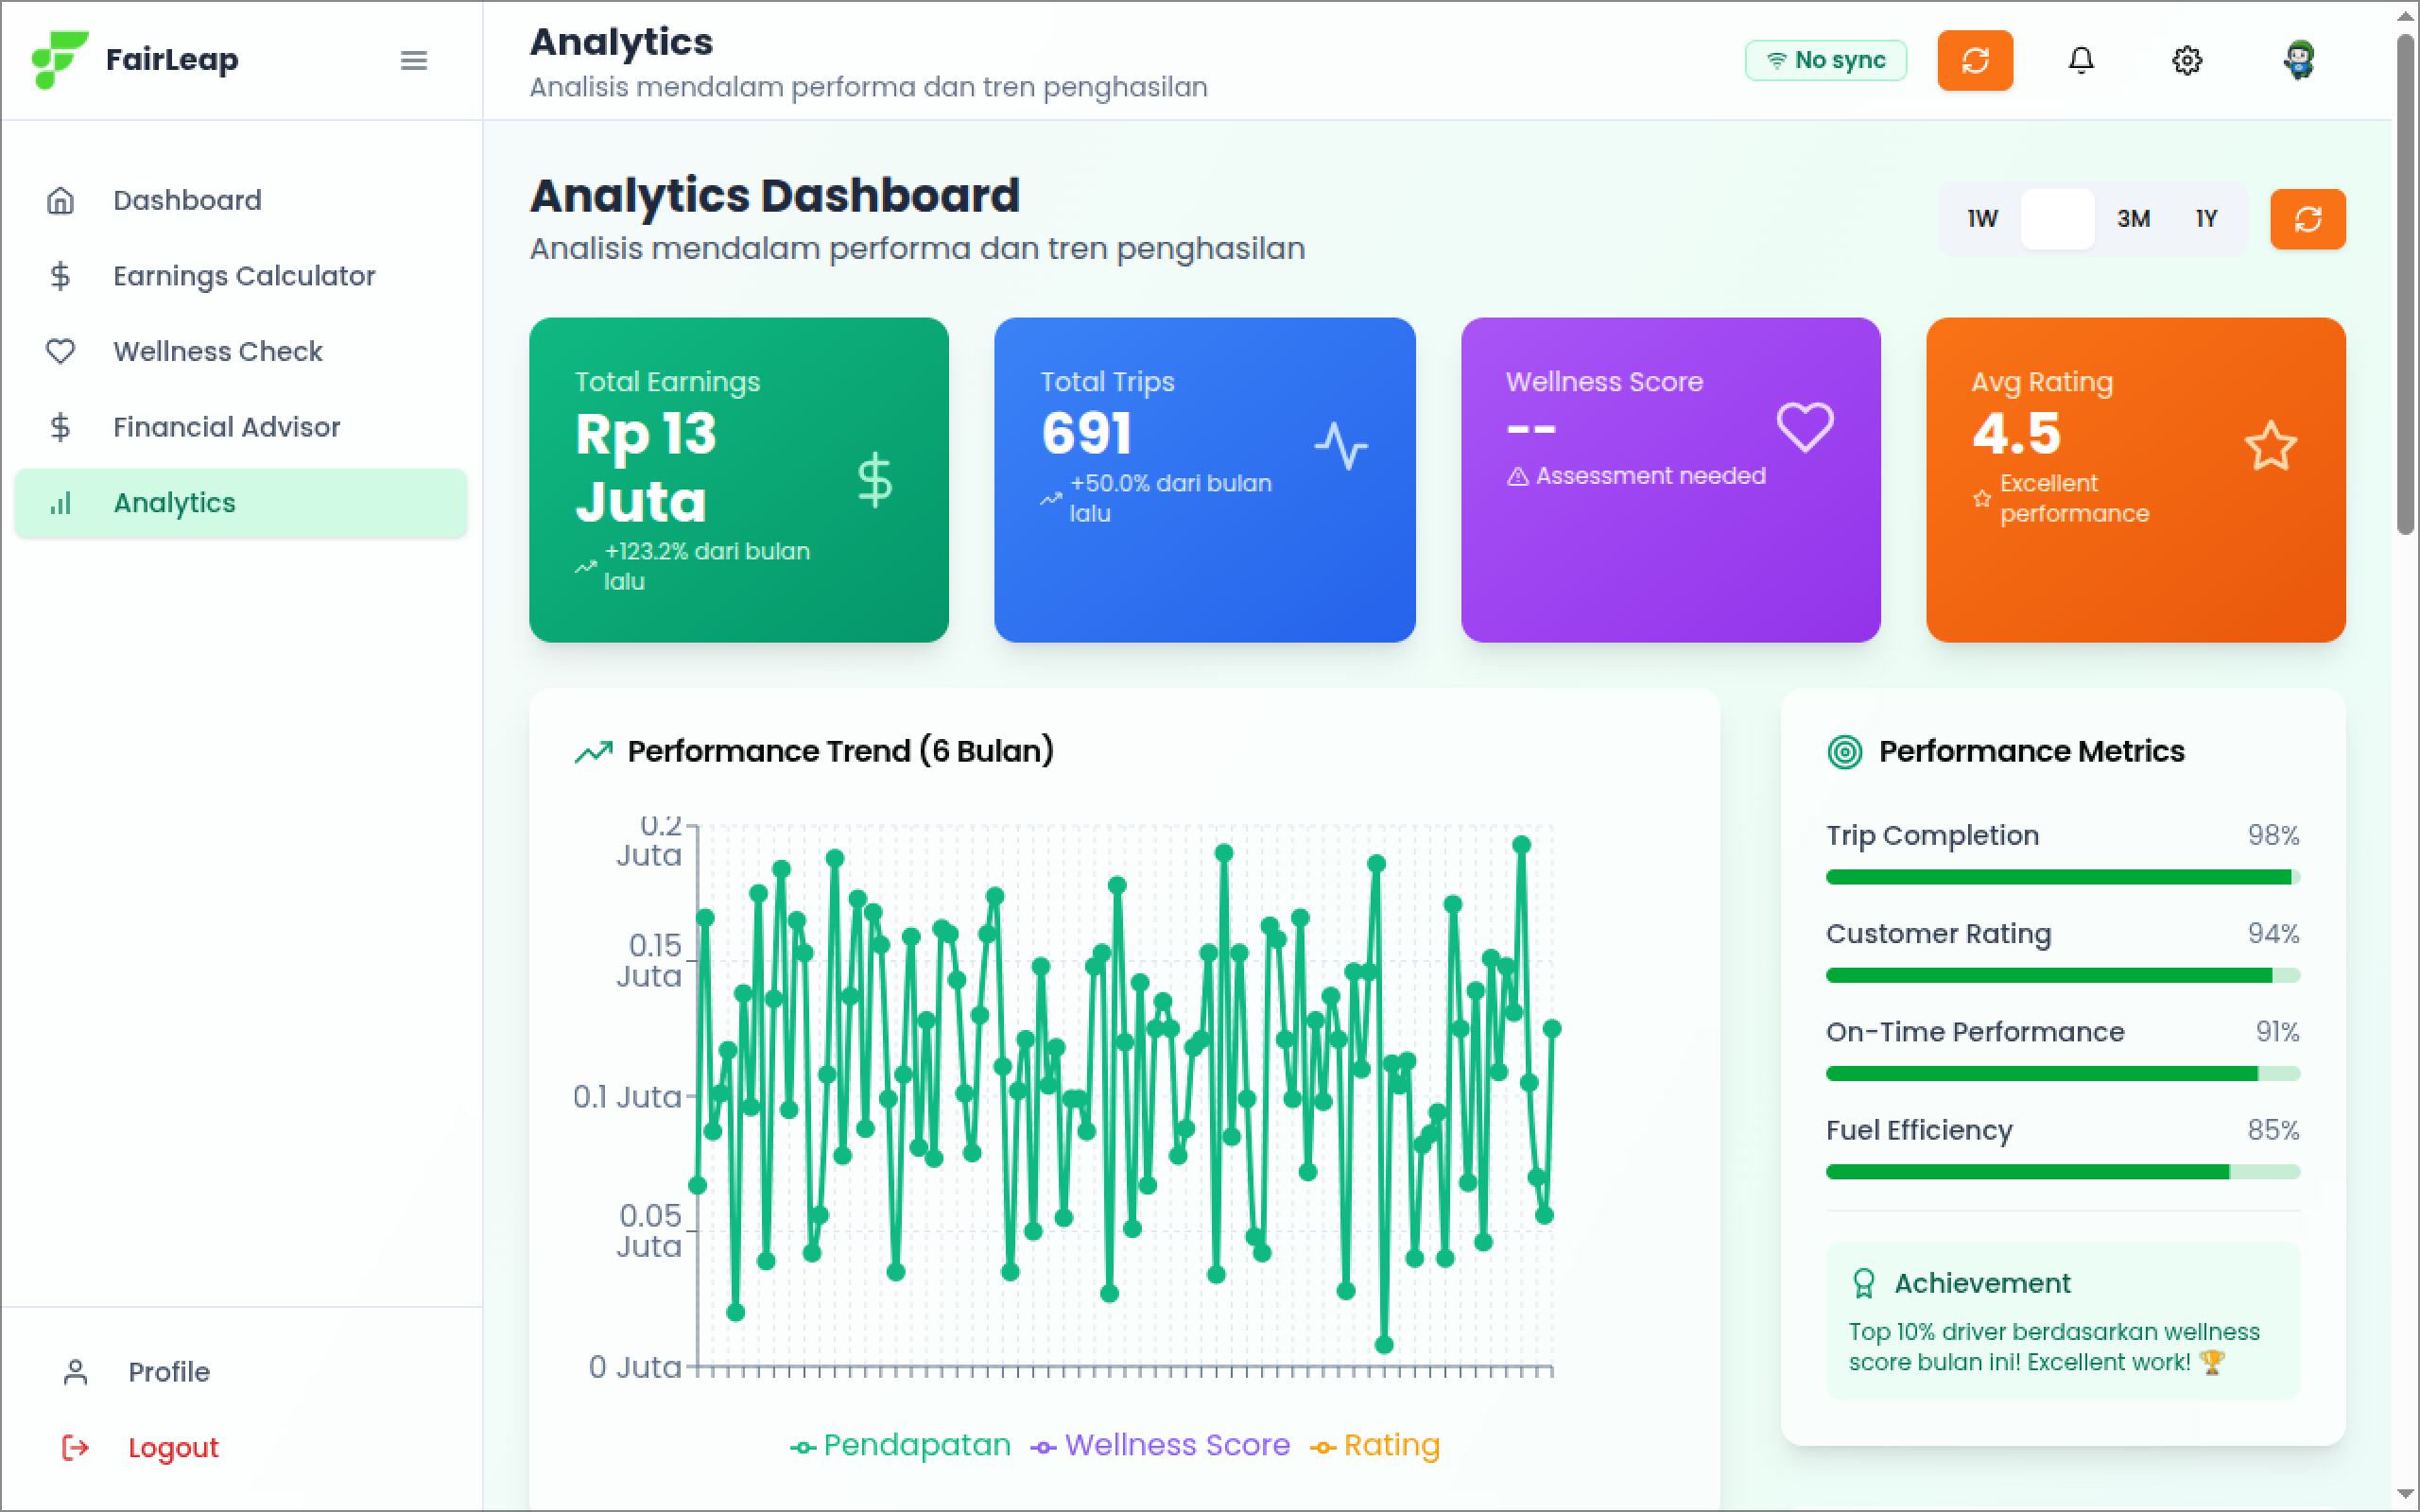 FairLeap
Analytics
Analisis mendalam performa dan tren penghasilan
No sync
Dashboard
Earnings Calculator
Wellness Check
Financial Advisor
Analytics
Profile
Logout
Analytics Dashboard
Analisis mendalam performa dan tren penghasilan
1W
3M
1Y
Total Earnings
Rp 13
Juta
+123.2% dari bulan
lalu
Total Trips
691
+50.0% dari bulan
lalu
Wellness Score
--
Assessment needed
Avg Rating
4.5
Excellent
performance
Performance Trend (6 Bulan)
0.2
Juta
0.15
Juta
0.1 Juta
0.05
Juta
0 Juta
Pendapatan
Wellness Score
Rating
Performance Metrics
Trip Completion 98%
Customer Rating 94%
On-Time Performance 91%
Fuel Efficiency 85%
Achievement
Top 10% driver berdasarkan wellness
score bulan ini! Excellent work! 🏆